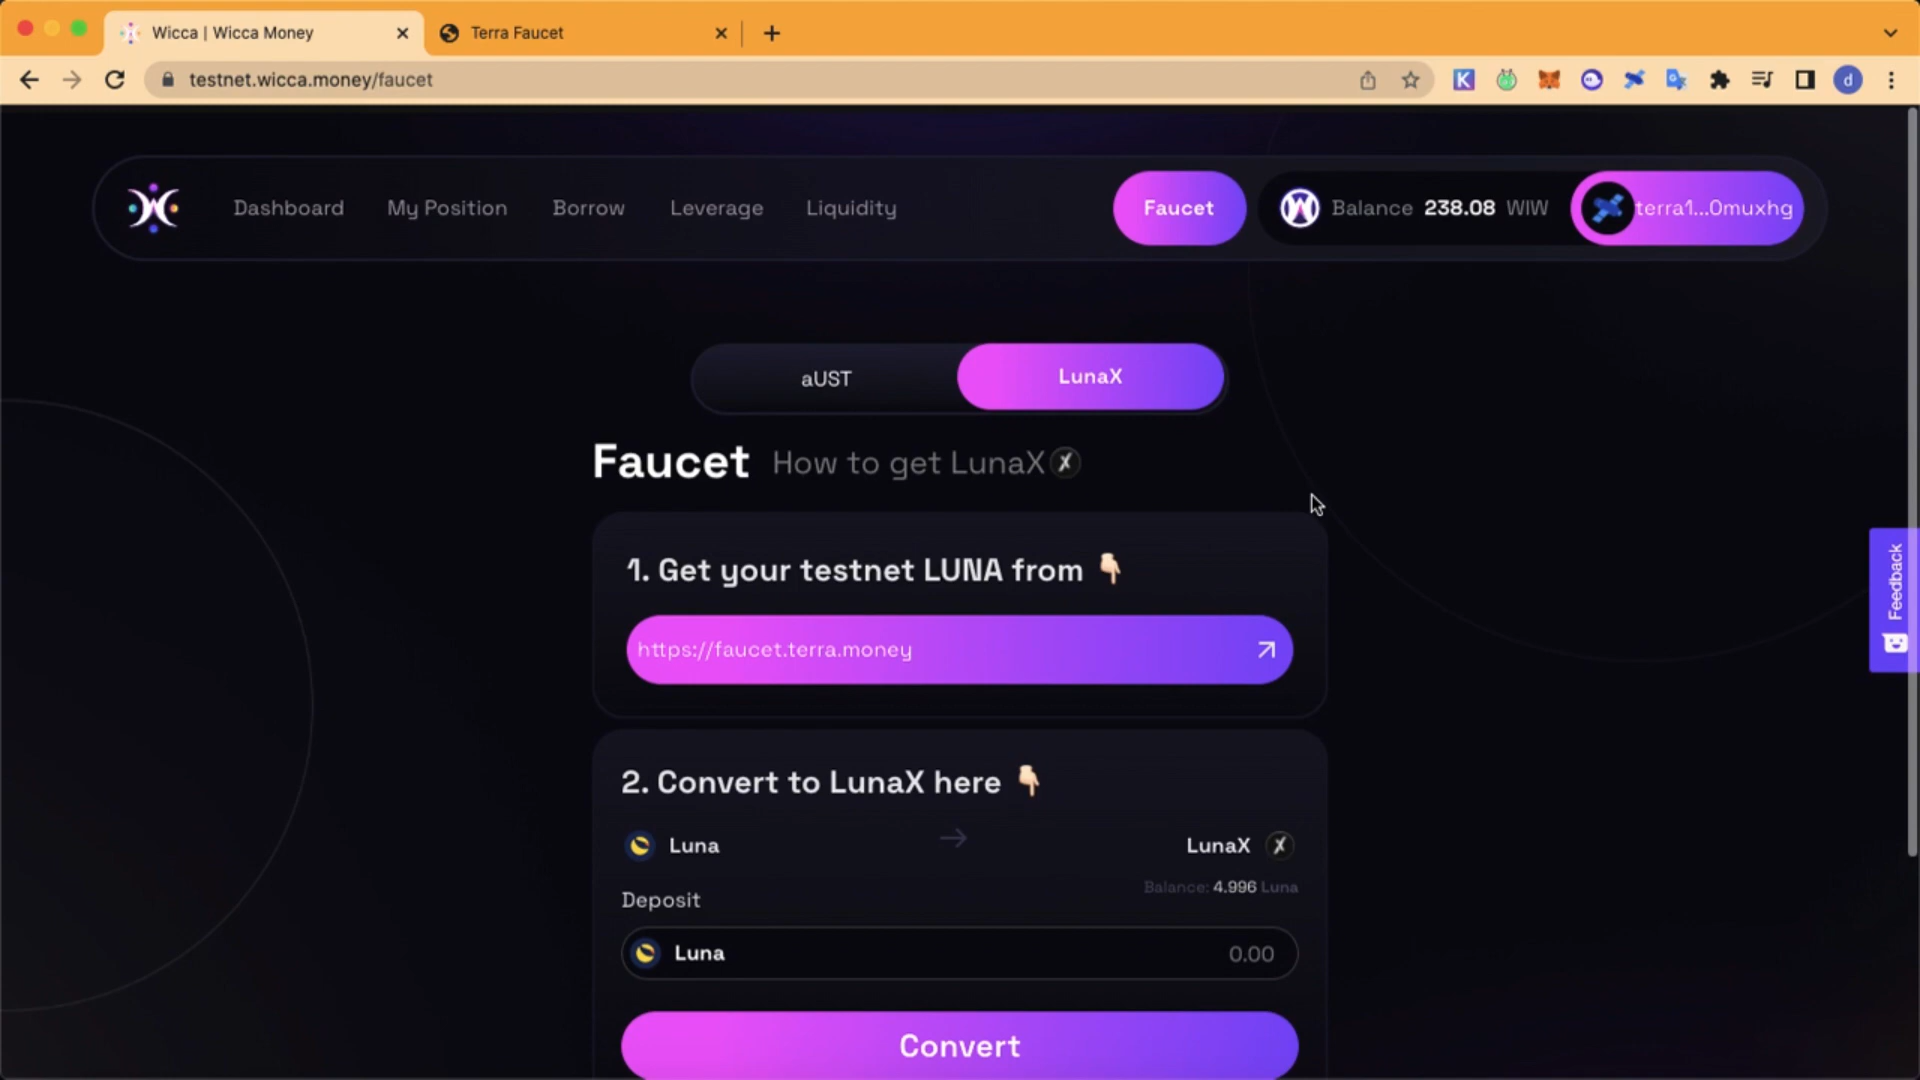 Wicca | Wicca Money
Terra Faucet
testnet.wicca.money/faucet
Dashboard
My Position
Borrow
Leverage
Liquidity
Faucet
Balance 238.08 WIW
terra1...0muxhg
aUST
LunaX
Faucet How to get LunaX
1. Get your testnet LUNA from 👇🏻
https://faucet.terra.money
2. Convert to LunaX here 👇🏻
Luna → LunaX
Balance: 4.996 Luna
Deposit
Luna 0.00
Convert
Feedback